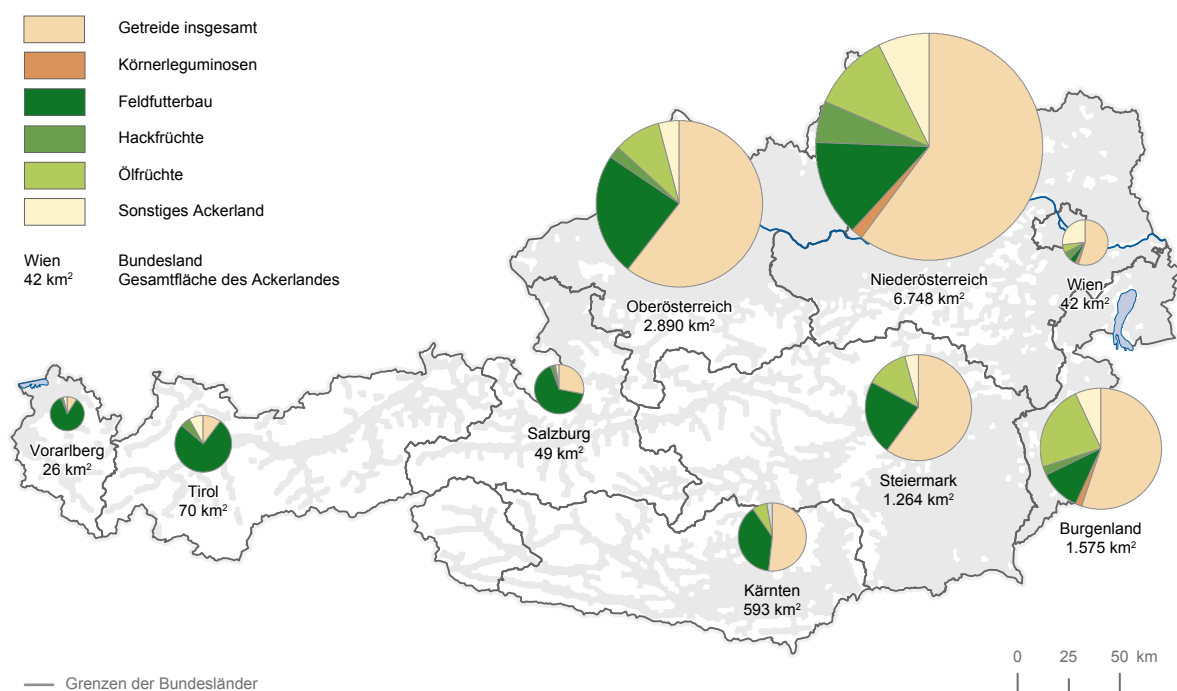 Getreide insgesamt
Körnerleguminosen
Feldfutterbau
Hackfrüchte
Ölfrüchte
Sonstiges Ackerland
Wien Bundesland
42 km² Gesamtfläche des Ackerlandes
Oberösterreich
2.890 km²
Niederösterreich
6.748 km²
Wien
42 km²
Vorarlberg
26 km²
Tirol
70 km²
Salzburg
49 km²
Steiermark
1.264 km²
Burgenland
1.575 km²
Kärnten
593 km²
0 25 50 km
Grenzen der Bundesländer